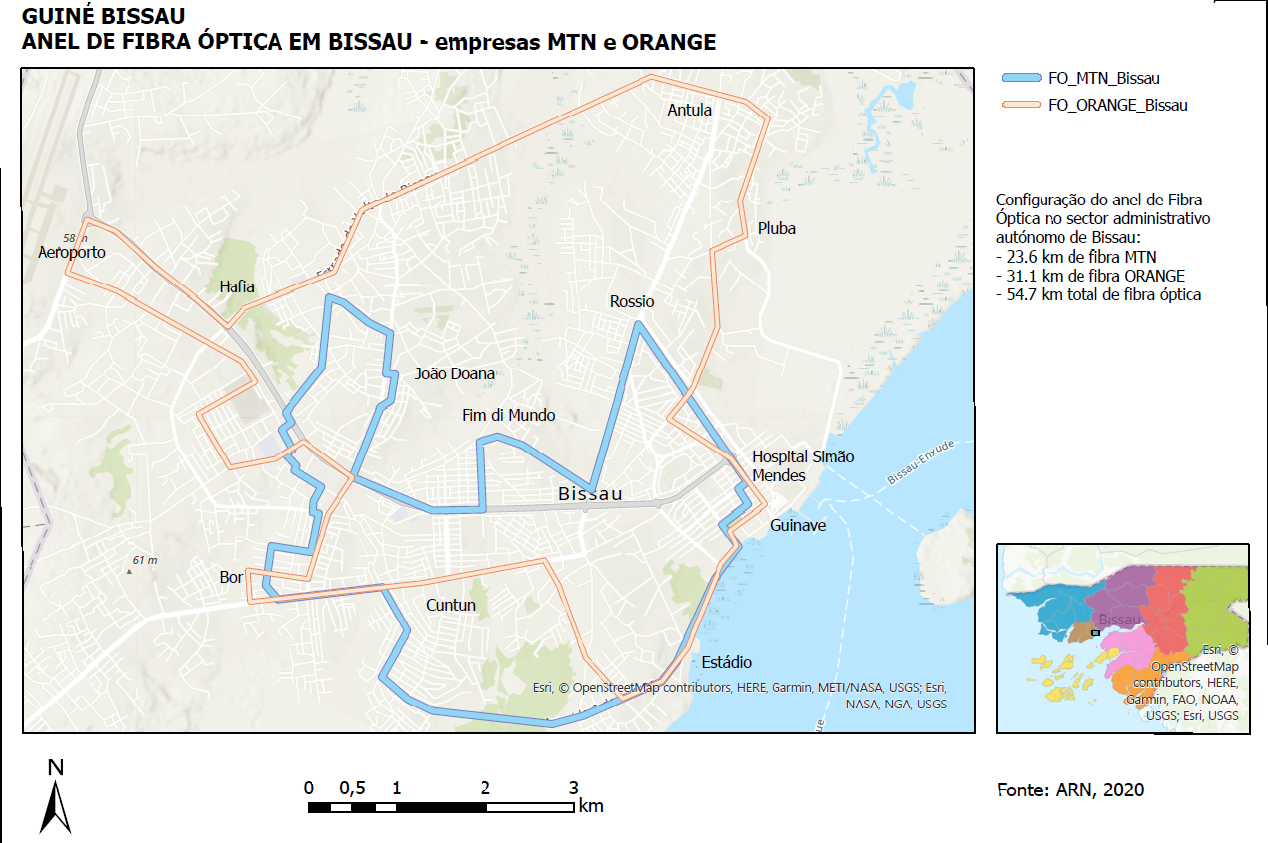 GUINÉ BISSAU
ANEL DE FIBRA ÓPTICA EM BISSAU - empresas MTN e ORANGE
FO_MTN_Bissau
FO_ORANGE_Bissau
Antula
Configuração do anel de Fibra
Óptica no sector administrativo
autónomo de Bissau:
- 23.6 km de fibra MTN
- 31.1 km de fibra ORANGE
- 54.7 km total de fibra óptica
Pluba
58 m
Aeroporto
Estrada de Volta de Bissau
Hafia
Rossio
João Doana
Fim di Mundo
Bissau-Enxude
Hospital Simão
Mendes
Bissau
Guinave
61 m
Bor
Cuntun
Estádio
Esri, © OpenStreetMap contributors, HERE, Garmin, METI/NASA, USGS; Esri,
NASA, NGA, USGS
Bissau
Esri, ©
OpenStreetMap
contributors, HERE,
Garmin, FAO, NOAA,
USGS; Esri, USGS
N
0 0,5 1 2 3
km
Fonte: ARN, 2020